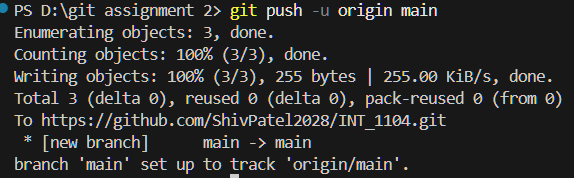 PS D:\git assignment 2> git push -u origin main
Enumerating objects: 3, done.
Counting objects: 100% (3/3), done.
Writing objects: 100% (3/3), 255 bytes | 255.00 KiB/s, done.
Total 3 (delta 0), reused 0 (delta 0), pack-reused 0 (from 0)
To https://github.com/ShivPatel2028/INT_1104.git
 * [new branch]      main -> main
branch 'main' set up to track 'origin/main'.